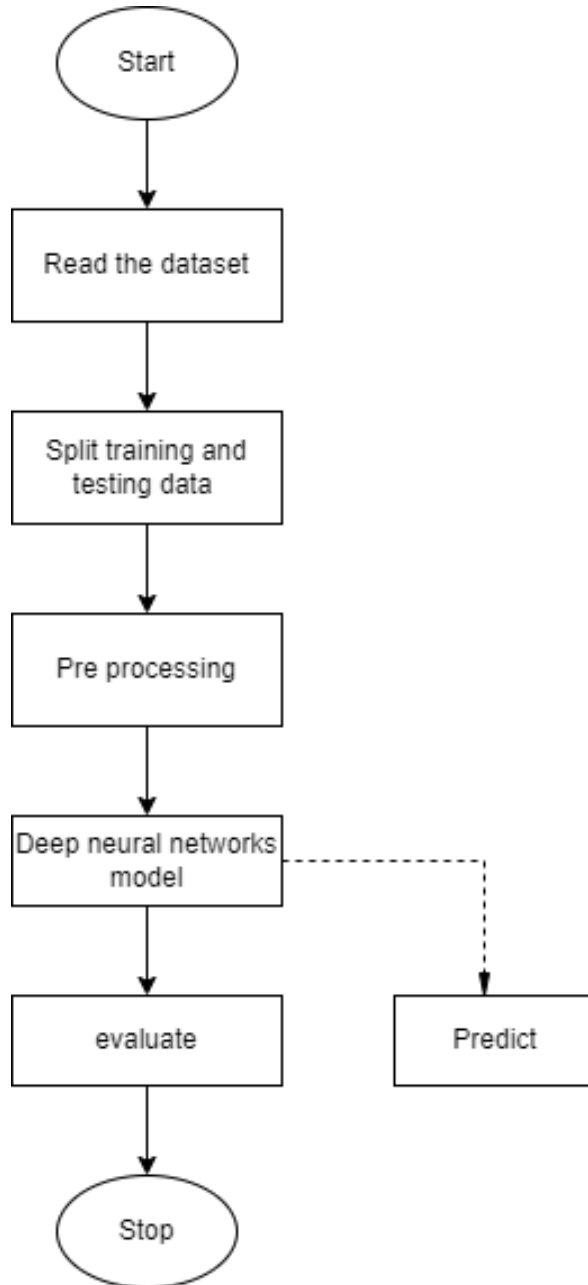 Start
Read the dataset
Split training and
testing data
Pre processing
Deep neural networks
model
evaluate
Predict
Stop